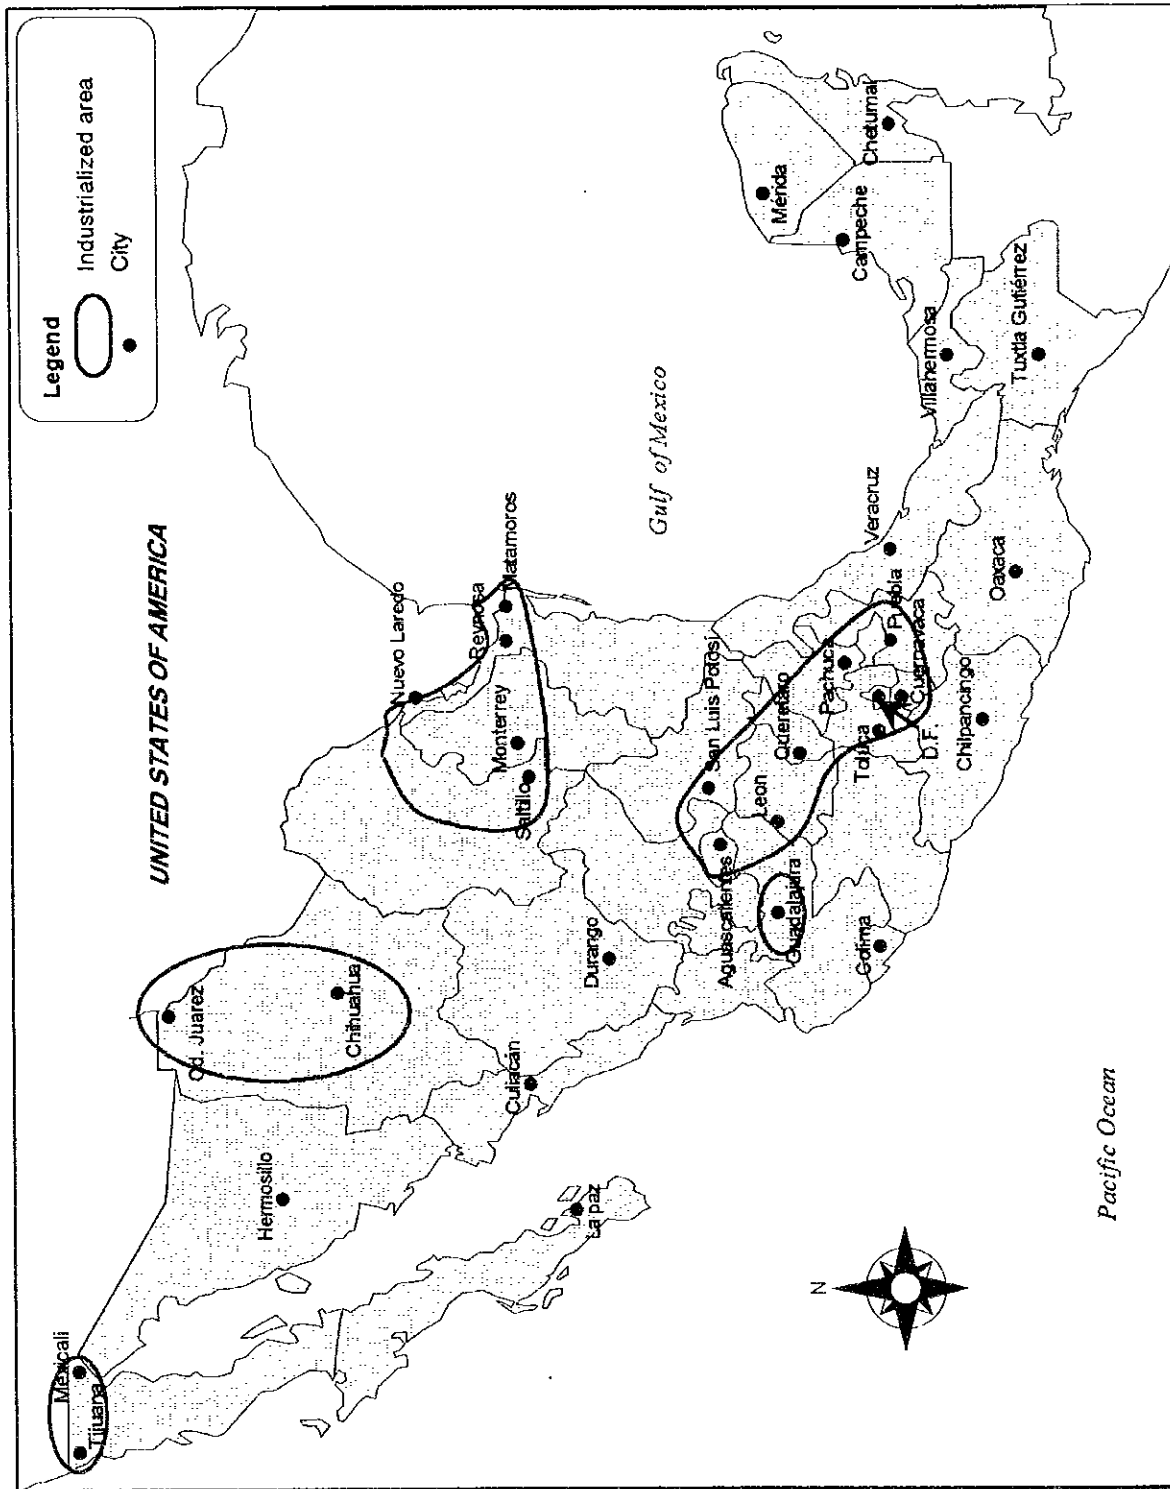 Legend
Industrialized area
City
UNITED STATES OF AMERICA
Mexicali
Tijuana
Cd. Juarez
Hermosillo
Chihuahua
Nuevo Laredo
Reynosa
Matamoros
Monterrey
Saltillo
Culiacán
La paz
Durango
Gulf of Mexico
San Luis Potosi
Aguascalientes
Leon
Queretaro
Guadalajara
Pachuca
Mérida
Campeche
Chetumal
Toluca
Puebla
Veracruz
Colima
Cuernavaca
D.F.
Villahermosa
Chilpancingo
Oaxaca
Tuxtla Gutiérrez
N
Pacific Ocean